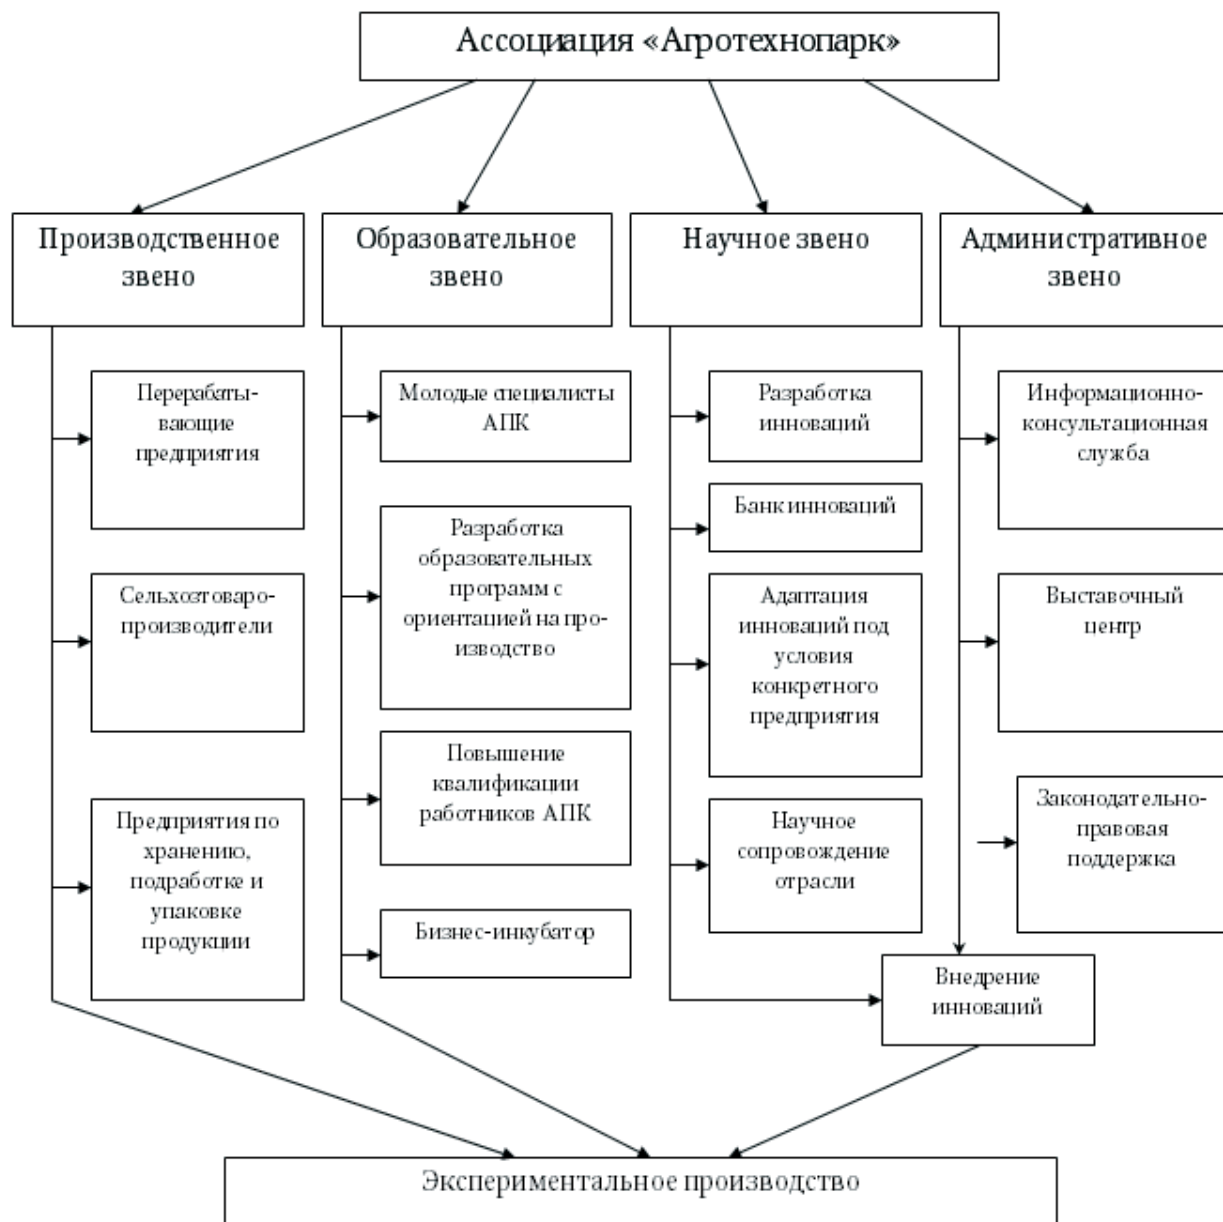 Ассоциация «Агротехнопарк»
Производственное
звено
Образовательное
звено
Научное звено
Административное
звено
Перерабаты-
вающие
предприятия
Сельхозтоваро-
производители
Предприятия по
хранению,
подработке и
упаковке
продукции
Молодые специалисты
АПК
Разработка
образовательных
программ с
ориентацией на про-
изводство
Повышение
квалификации
работников АПК
Бизнес-инкубатор
Разработка
инноваций
Банк инноваций
Адаптация
инноваций под
условия
конкретного
предприятия
Научное
сопровождение
отрасли
Информационно-
консультационная
служба
Выставочный
центр
Законодательно-
правовая
поддержка
Внедрение
инноваций
Экспериментальное производство